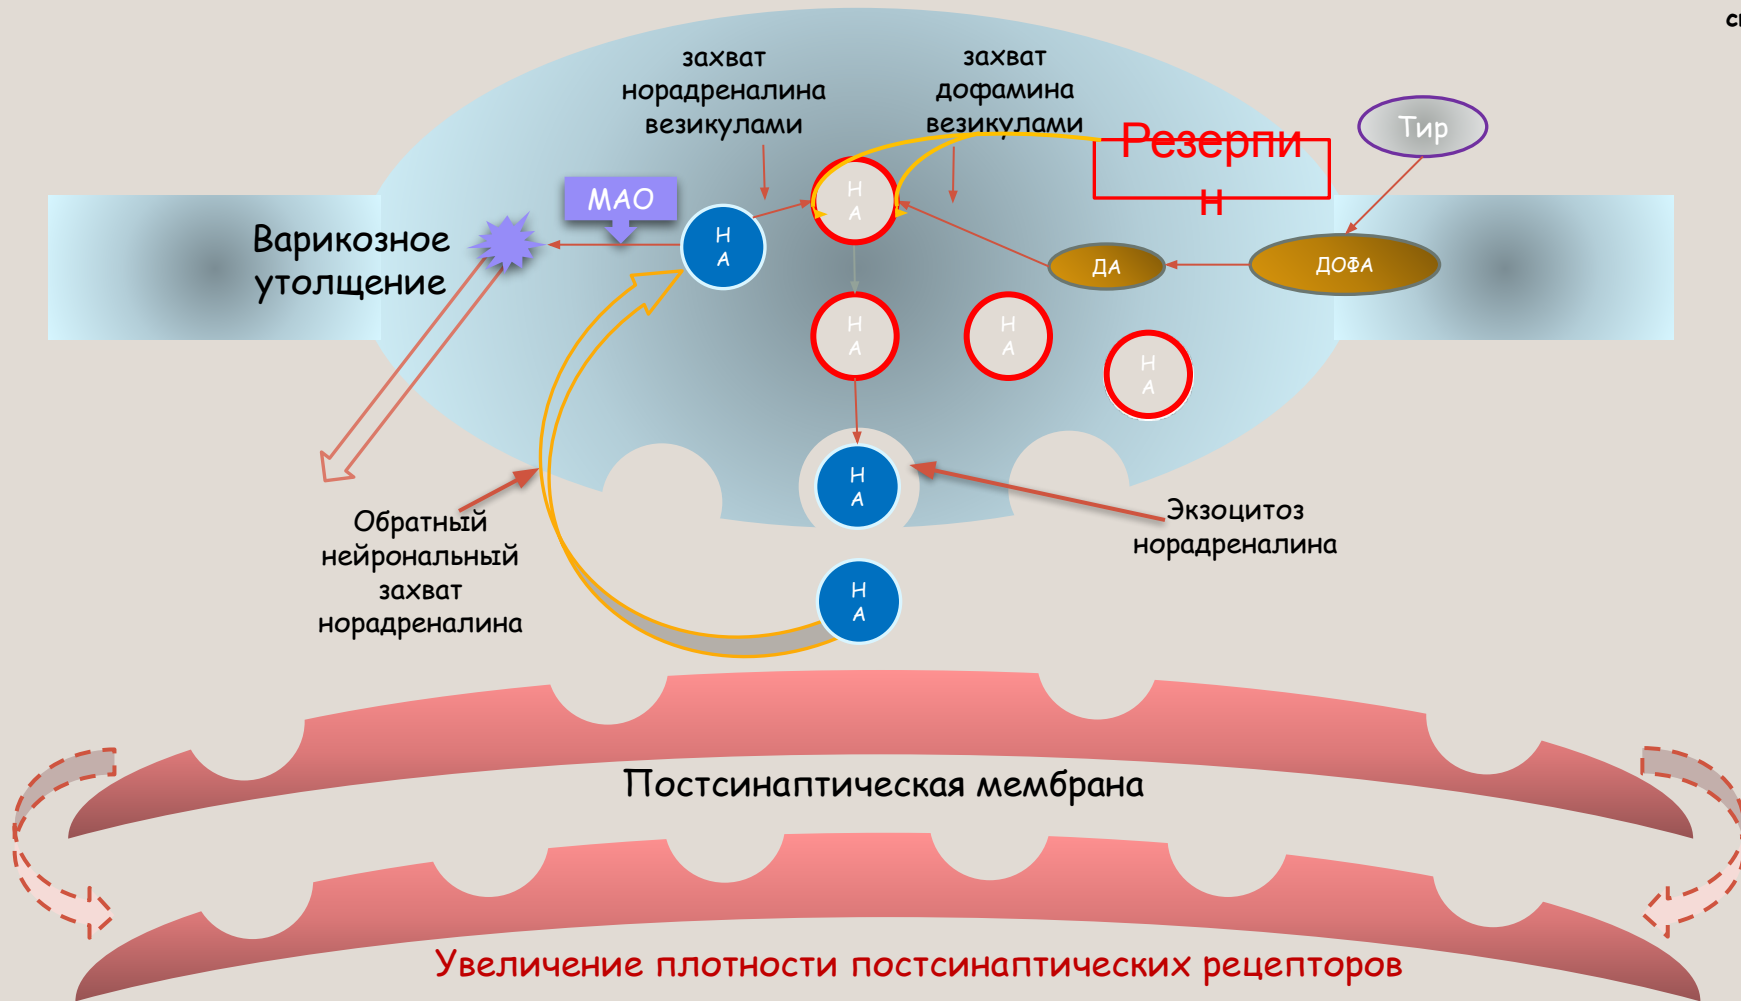 захват
норадреналина
везикулами
захват
дофамина
везикулами
Резерпи
н
Тир
МАО
Н
А
Н
А
Варикозное
утолщение
ДА
ДОФА
Н
А
Н
А
Н
А
Н
А
Обратный
нейрональный
захват
норадреналина
Экзоцитоз
норадреналина
Н
А
Постсинаптическая мембрана
Увеличение плотности постсинаптических рецепторов